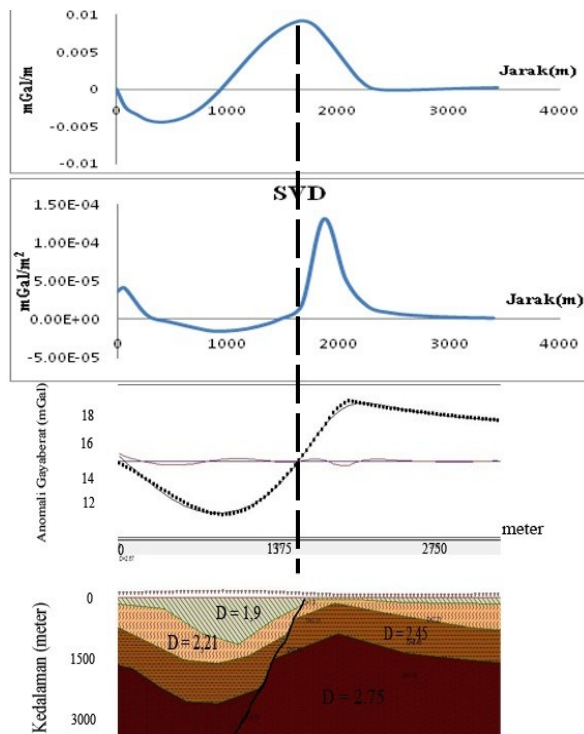 0.01
0.005
0
-0.005
-0.01
mGal/m
0 1000 2000 3000 4000
Jarak(m)
SVD
1.50E-04
1.00E-04
5.00E-05
0.00E+00
-5.00E-05
mGal/m²
0 1000 2000 3000 4000
Jarak(m)
Anomali Gayaberat (mGal)
18
16
14
12
0 1375 2750
meter
D=2.67
Kedalaman (meter)
0
1500
3000
D = 1,9
D = 2,21
D = 2,45
D = 2.75